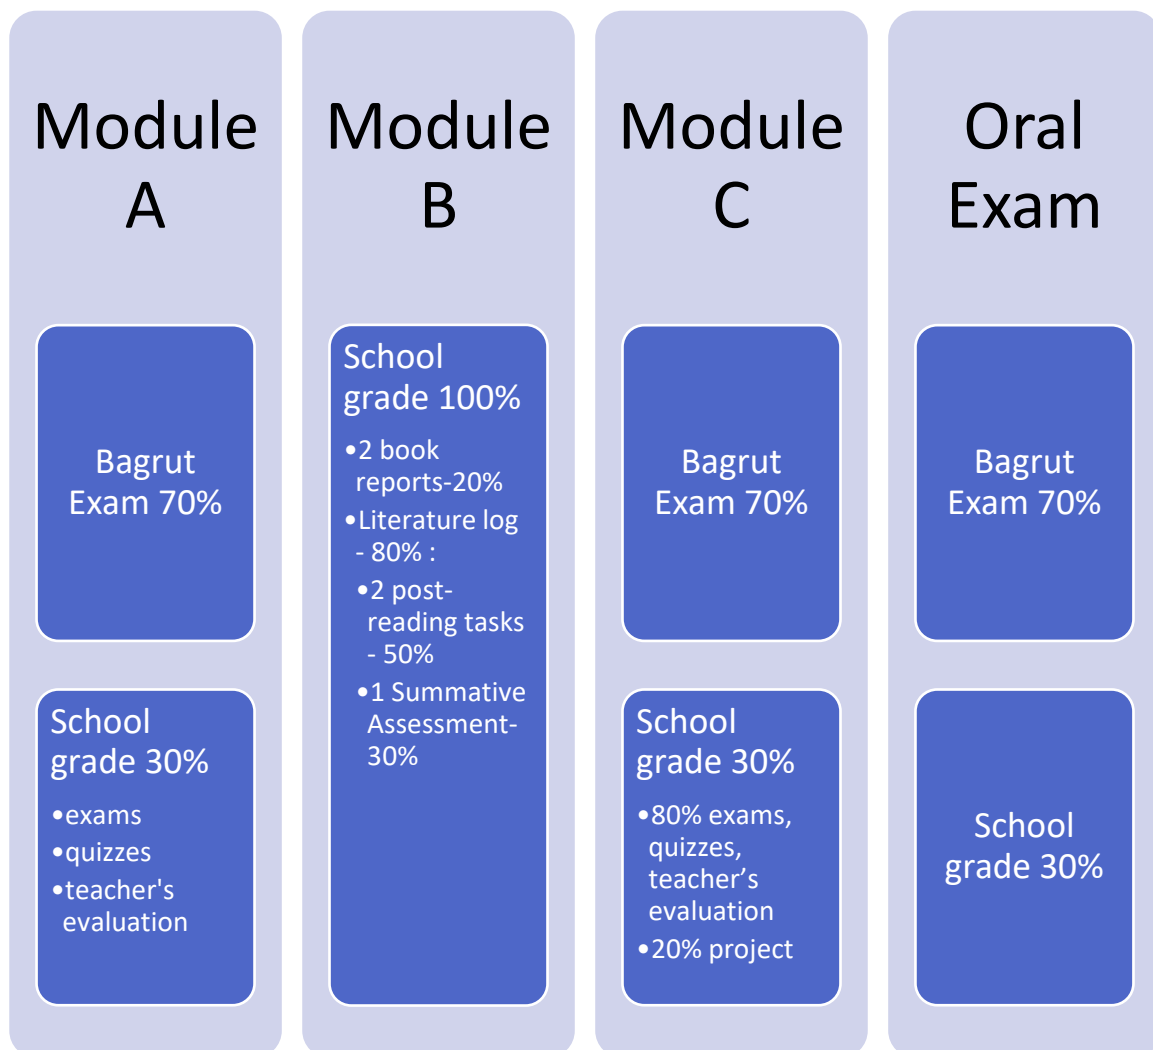 Module
A
Bagrut
Exam 70%
School
grade 30%
•exams
•quizzes
•teacher's
evaluation
Module
B
School
grade 100%
•2 book
reports-20%
•Literature log
- 80% :
•2 post-
reading tasks
- 50%
•1 Summative
Assessment-
30%
Module
C
Bagrut
Exam 70%
School
grade 30%
•80% exams,
quizzes,
teacher’s
evaluation
•20% project
Oral
Exam
Bagrut
Exam 70%
School
grade 30%